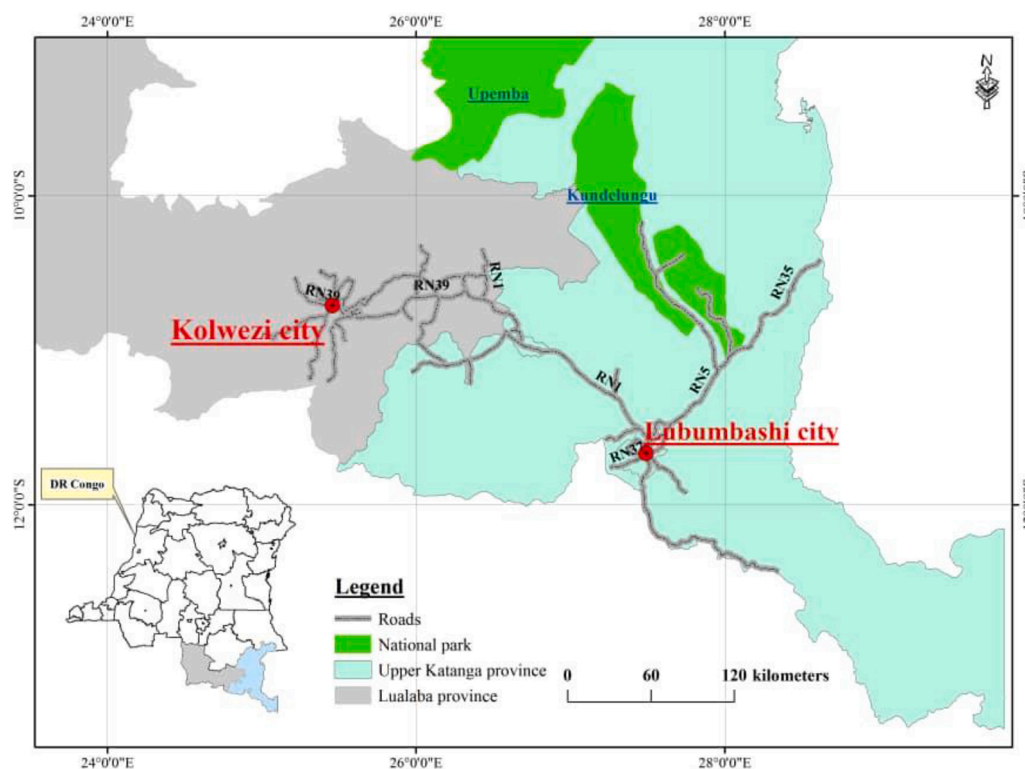 24°0'0"E 26°0'0"E 28°0'0"E
N
Upemba
10°0'0"S
Kundelungu
RN1
RN35
RN39
RN39
Kolwezi city
RN5
RN1
Lubumbashi city
RN37
DR Congo
12°0'0"S
Legend
Roads
National park
Upper Katanga province
Lualaba province
0 60 120 kilometers
24°0'0"E 26°0'0"E 28°0'0"E